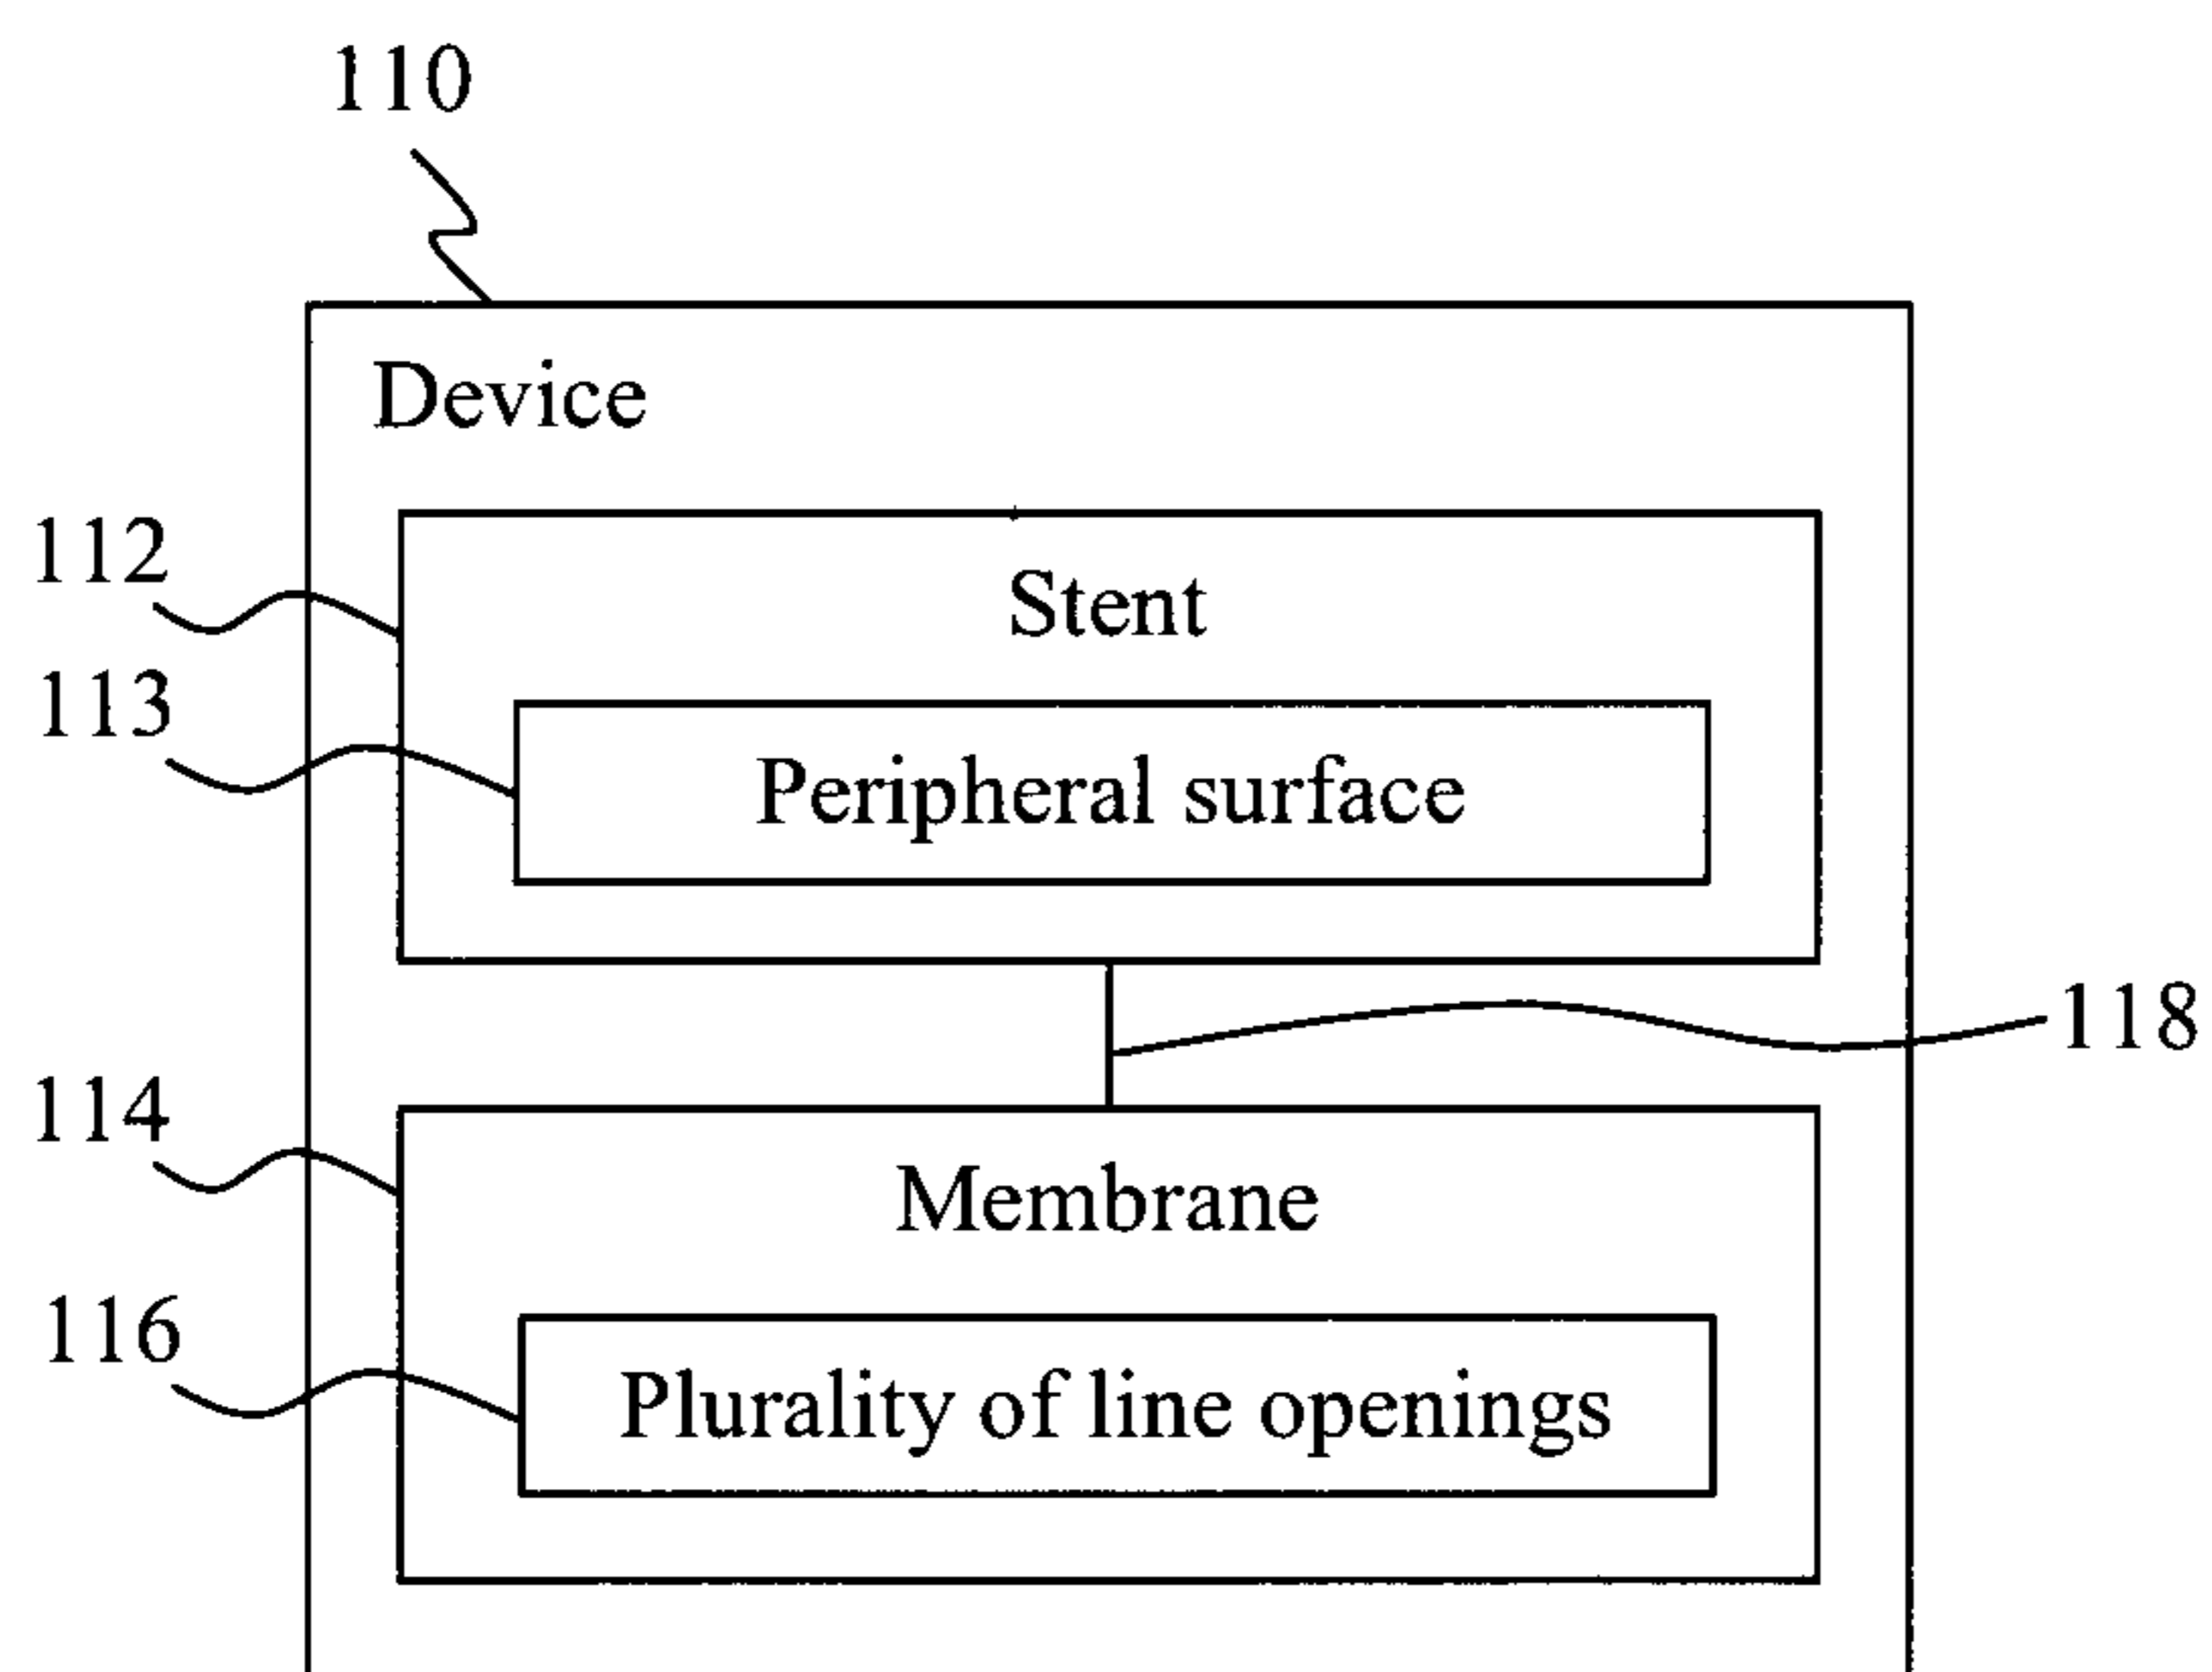 110
Device
112
Stent
113
Peripheral surface
118
114
Membrane
116
Plurality of line openings